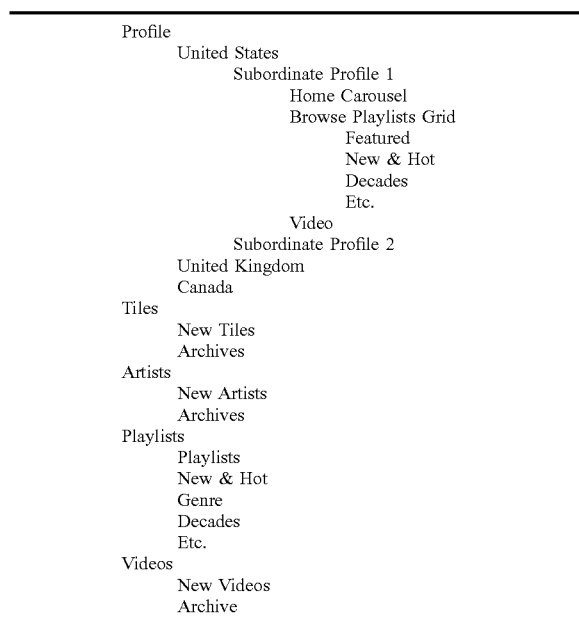 Profile
United States
Subordinate Profile 1
Home Carousel
Browse Playlists Grid
Featured
New & Hot
Decades
Etc.
Video
Subordinate Profile 2
United Kingdom
Canada
Tiles
New Tiles
Archives
Artists
New Artists
Archives
Playlists
Playlists
New & Hot
Genre
Decades
Etc.
Videos
New Videos
Archive